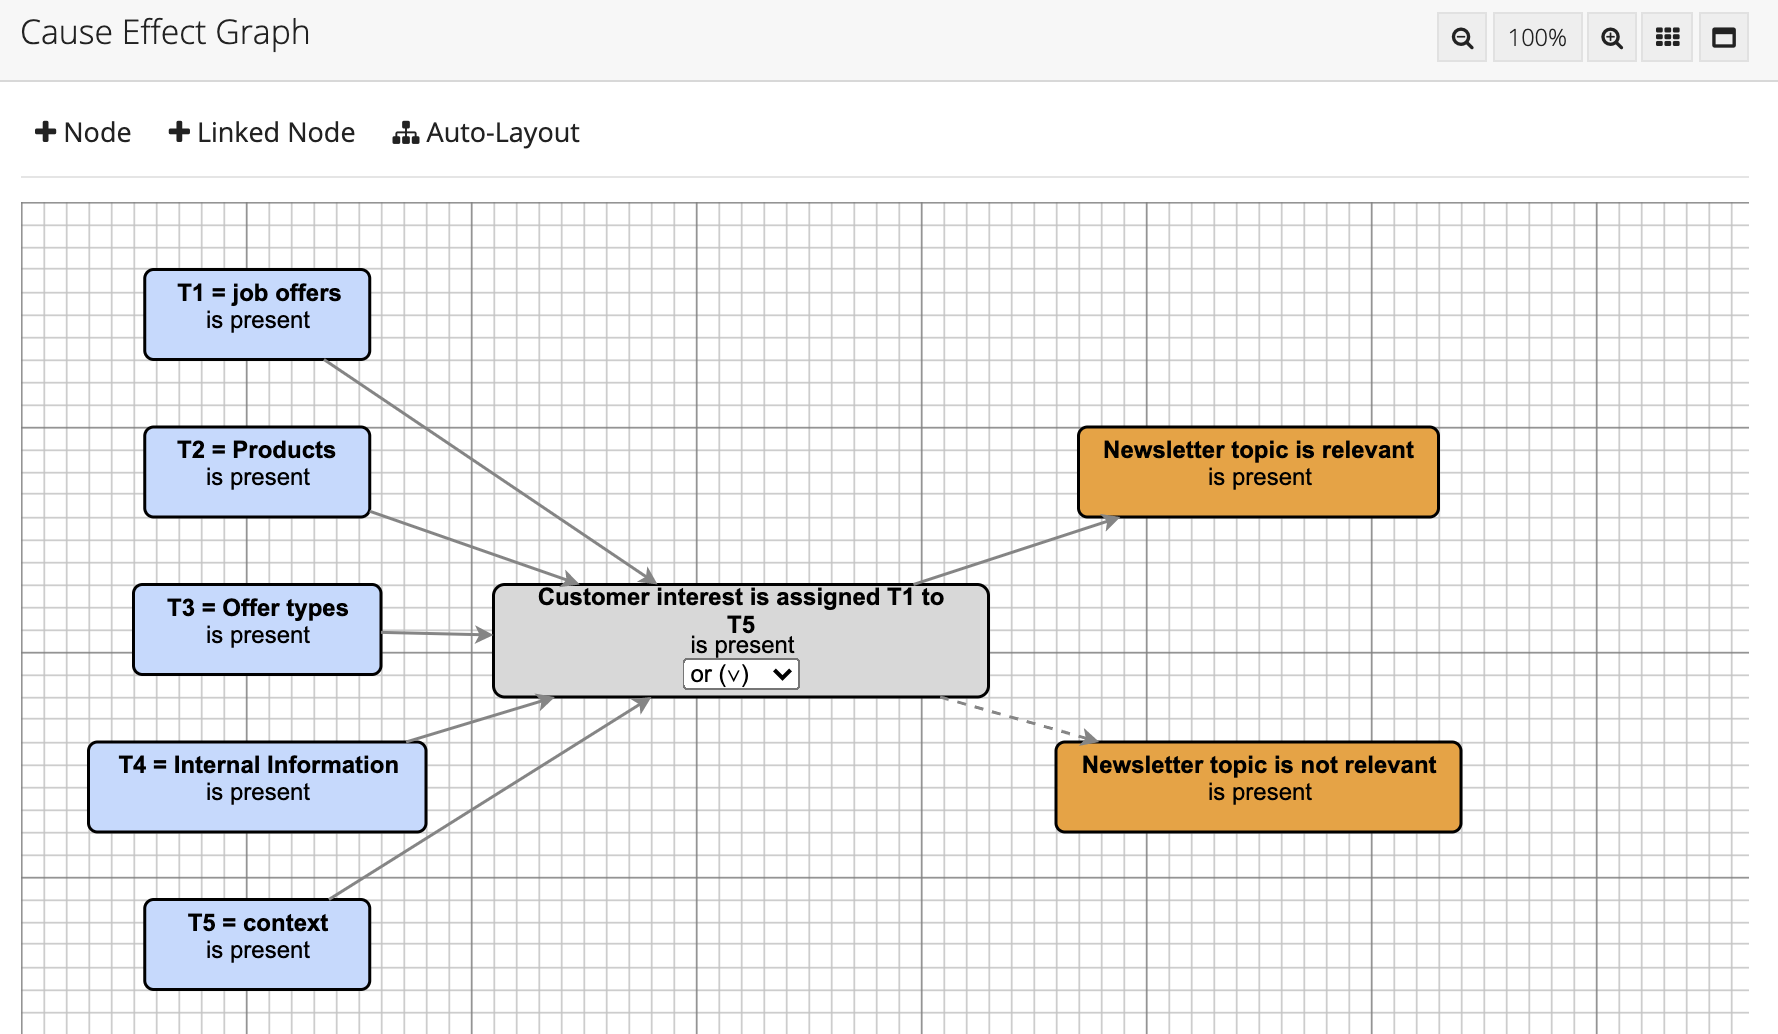 Cause Effect Graph
100%
Node
Linked Node
Auto-Layout
T1 = job offers
is present
T2 = Products
is present
Newsletter topic is relevant
is present
T3 = Offer types
is present
Customer interest is assigned T1 to
T5
is present
or (∨)
T4 = Internal Information
is present
Newsletter topic is not relevant
is present
T5 = context
is present